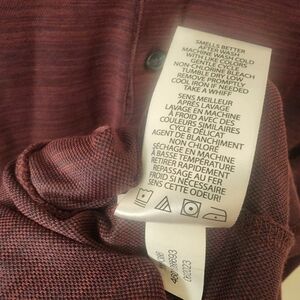 SMELLS BETTER
AFTER WASH
MACHINE WASH COLD
WITH LIKE COLORS
GENTLE CYCLE
NON CHLORINE BLEACH
TUMBLE DRY LOW
REMOVE PROMPTLY
COOL IRON IF NEEDED
TAKE A WHIFF
SENS MEILLEUR
APRÈS LAVAGE
LAVAGE EN MACHINE
À FROID AVEC DES
COULEURS SIMILAIRES
CYCLE DÉLICAT
AGENT DE BLANCHIMENT
NON CHLORÉ
SÉCHAGE EN MACHINE
À BASSE TEMPÉRATURE
RETIRER RAPIDEMENT
REPASSAGE AU FER
FROID SI NÉCESSAIRE
SENS CETTE ODEUR!